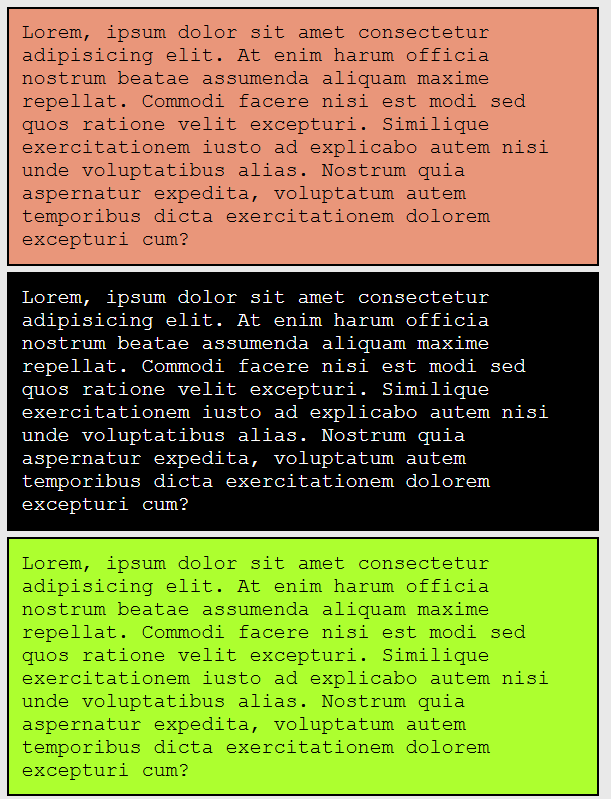 Lorem, ipsum dolor sit amet consectetur
adipisicing elit. At enim harum officia
nostrum beatae assumenda aliquam maxime
repellat. Commodi facere nisi est modi sed
quos ratione velit excepturi. Similique
exercitationem iusto ad explicabo autem nisi
unde voluptatibus alias. Nostrum quia
aspernatur expedita, voluptatum autem
temporibus dicta exercitationem dolorem
excepturi cum?
Lorem, ipsum dolor sit amet consectetur
adipisicing elit. At enim harum officia
nostrum beatae assumenda aliquam maxime
repellat. Commodi facere nisi est modi sed
quos ratione velit excepturi. Similique
exercitationem iusto ad explicabo autem nisi
unde voluptatibus alias. Nostrum quia
aspernatur expedita, voluptatum autem
temporibus dicta exercitationem dolorem
excepturi cum?
Lorem, ipsum dolor sit amet consectetur
adipisicing elit. At enim harum officia
nostrum beatae assumenda aliquam maxime
repellat. Commodi facere nisi est modi sed
quos ratione velit excepturi. Similique
exercitationem iusto ad explicabo autem nisi
unde voluptatibus alias. Nostrum quia
aspernatur expedita, voluptatum autem
temporibus dicta exercitationem dolorem
excepturi cum?